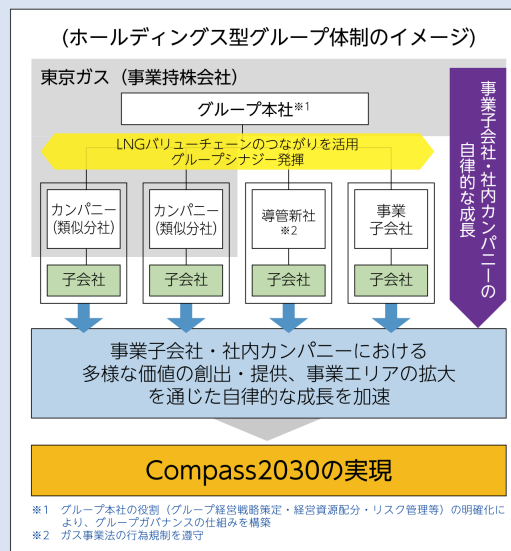 (ホールディングス型グループ体制のイメージ)
東京ガス(事業持株会社)
グループ本社※1
LNGバリューチェーンのつながりを活用
グループシナジー発揮
カンパニー
(類似分社)
子会社
カンパニー
(類似分社)
子会社
導管新社
※2
子会社
事業
子会社
子会社
事業子会社・社内カンパニーの
自律的な成長
事業子会社・社内カンパニーにおける
多様な価値の創出・提供、事業エリアの拡大
を通じた自律的な成長を加速
Compass2030の実現
※1 グループ本社の役割(グループ経営戦略策定・経営資源配分・リスク管理等)の明確化に
より、グループガバナンスの仕組みを構築
※2 ガス事業法の行為規制を遵守